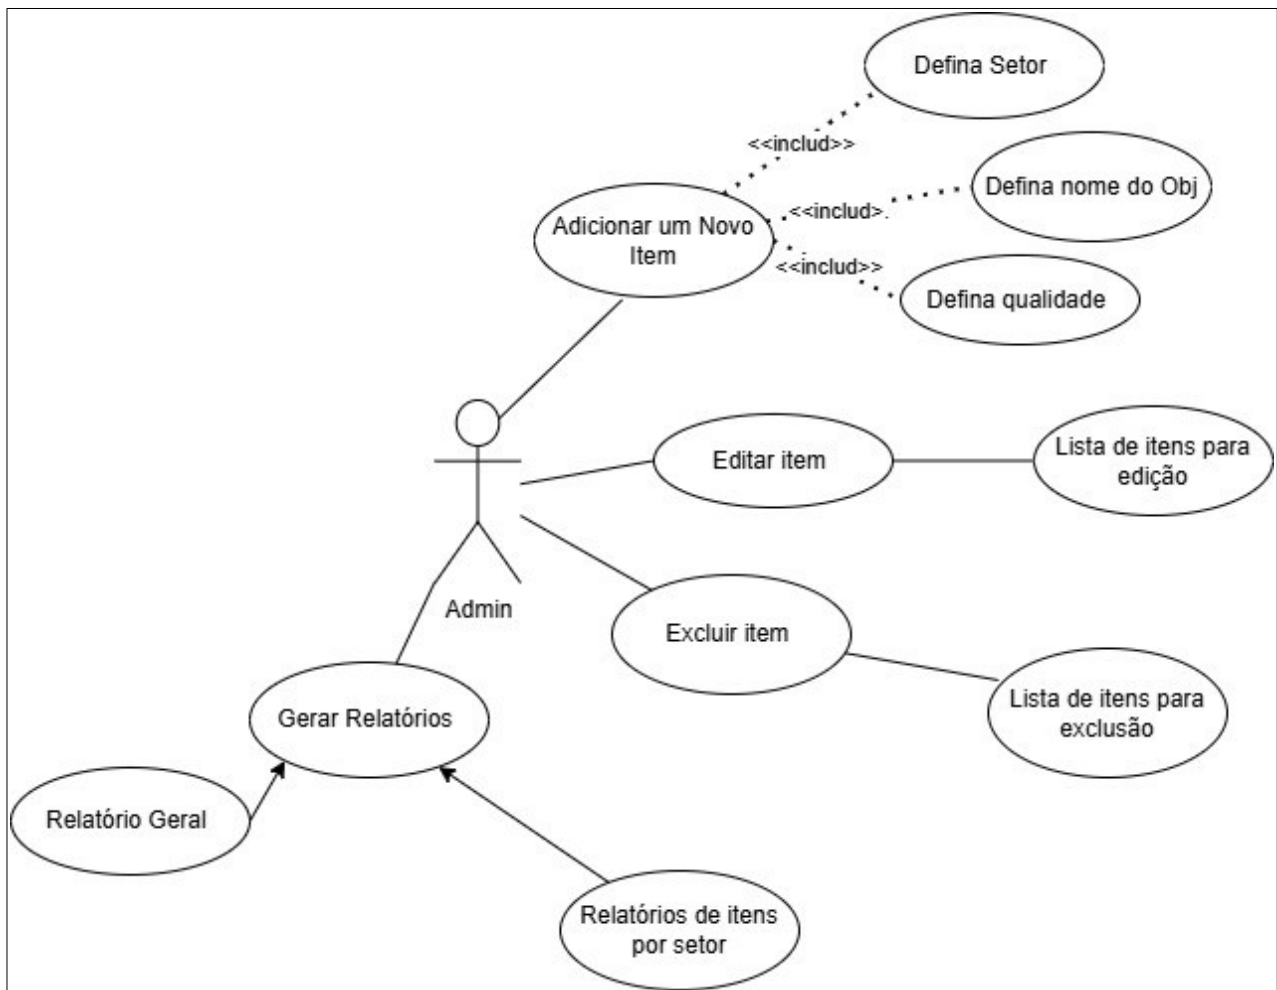 Defina Setor
<<includ>>
Defina nome do Obj
<<includ>.
Adicionar um Novo
Item
<<includ>>
Defina qualidade
Editar item
Lista de itens para
edição
Admin
Excluir item
Lista de itens para
exclusão
Gerar Relatórios
Relatório Geral
Relatórios de itens
por setor